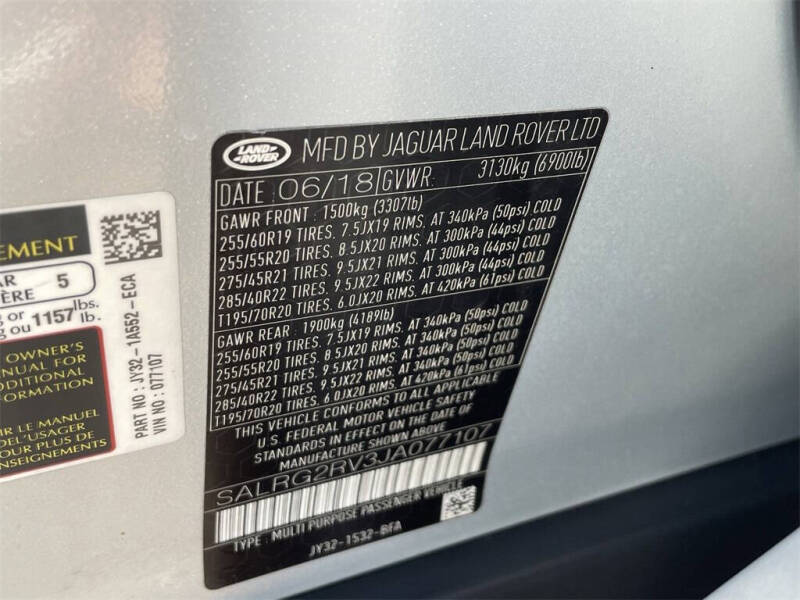 EMENT
AR 5
ÈRE
g or 1157 lbs.
g ou lb.
OWNER'S
MANUAL FOR
ADDITIONAL
FORMATION
IR LE MANUEL
DE L'USAGER
OUR PLUS DE
ENSEIGNEMENTS
PART NO : JY32-1A552-ECA
VIN NO : 077107
LAND ROVER MFD BY JAGUAR LAND ROVER LTD
DATE 06/18 GVWR: 3130kg (6900lb)
GAWR FRONT : 1500kg (3307lb)
255/60R19 TIRES. 7.5JX19 RIMS. AT 340kPa (50psi) COLD
255/55R20 TIRES. 8.5JX20 RIMS. AT 300kPa (44psi) COLD
275/45R21 TIRES. 9.5JX21 RIMS. AT 300kPa (44psi) COLD
285/40R22 TIRES. 9.5JX22 RIMS. AT 300kPa (44psi) COLD
T195/70R20 TIRES. 6.0JX20 RIMS. AT 420kPa (61psi) COLD
GAWR REAR : 1900kg (4189lb)
255/60R19 TIRES. 7.5JX19 RIMS. AT 340kPa (50psi) COLD
255/55R20 TIRES. 8.5JX20 RIMS. AT 340kPa (50psi) COLD
275/45R21 TIRES. 9.5JX21 RIMS. AT 340kPa (50psi) COLD
285/40R22 TIRES. 9.5JX22 RIMS. AT 340kPa (50psi) COLD
T195/70R20 TIRES. 6.0JX20 RIMS. AT 420kPa (61psi) COLD
THIS VEHICLE CONFORMS TO ALL APPLICABLE
U.S. FEDERAL MOTOR VEHICLE SAFETY
STANDARDS IN EFFECT ON THE DATE OF
MANUFACTURE SHOWN ABOVE
SALRG2RV3JA077107
TYPE : MULTI PURPOSE PASSENGER VEHICLE
JY32-1532-BFA